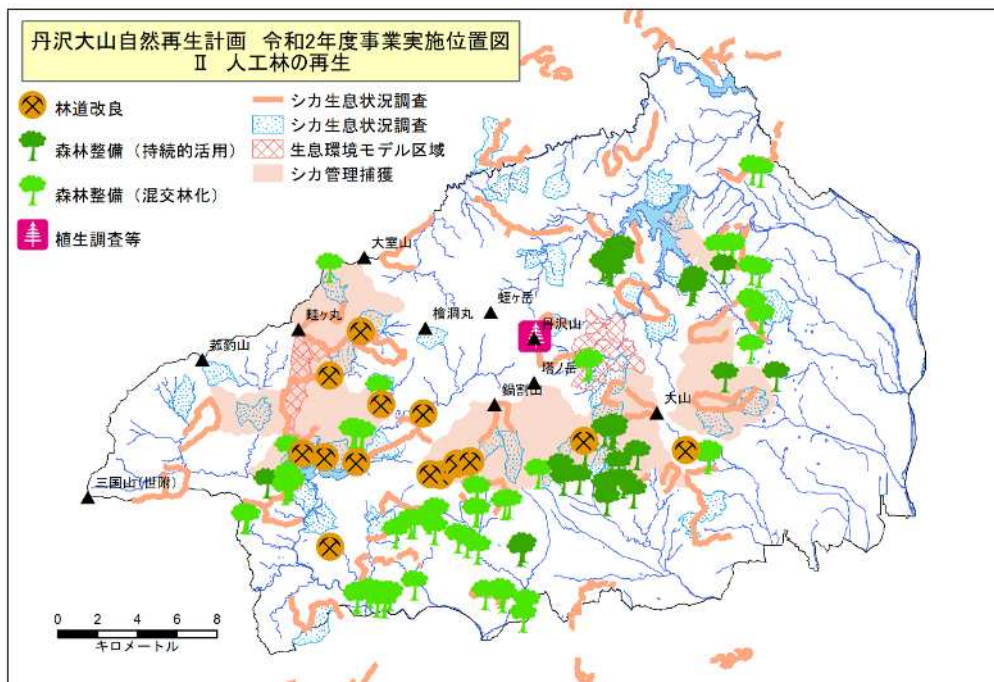 丹沢大山自然再生計画 令和2年度事業実施位置図
Ⅱ 人工林の再生
林道改良
森林整備(持続的活用)
森林整備(混交林化)
植生調査等
シカ生息状況調査
シカ生息状況調査
生息環境モデル区域
シカ管理捕獲
大室山
畦ヶ丸
檜洞丸
蛭ヶ岳
丹沢山
菰釣山
塔ノ岳
鍋割山
大山
三国山(世附)
0 2 4 6 8
キロメートル